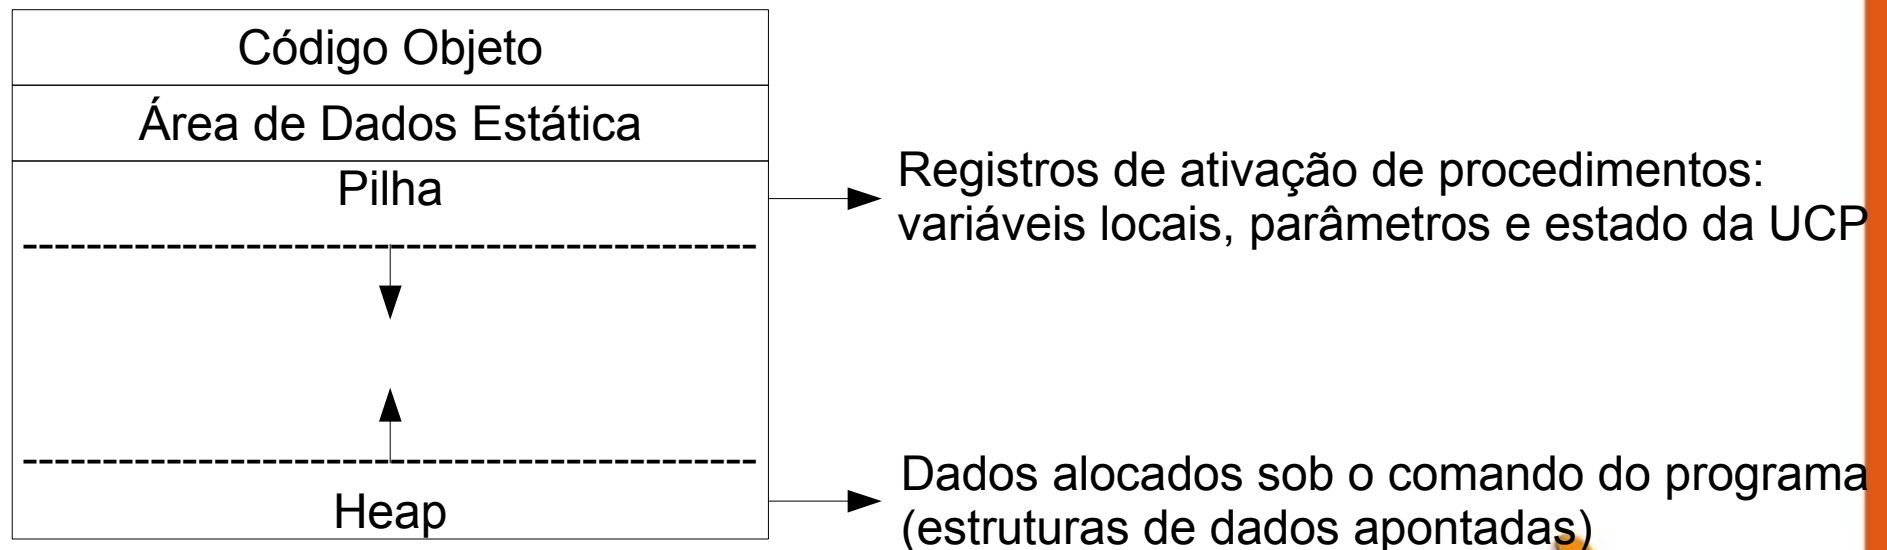 Código Objeto
Área de Dados Estática
Pilha
Registros de ativação de procedimentos:
variáveis locais, parâmetros e estado da UCP
Heap
Dados alocados sob o comando do programa
(estruturas de dados apontadas)